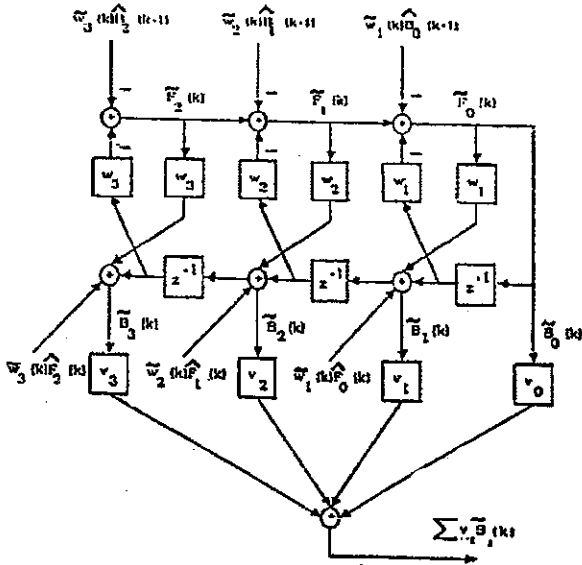 w̃₃(k)B̂₂(k-1) w̃₂(k)B̂₁(k-1) w̃₁(k)B̂₀(k-1)
− − −
F̃₂(k) F̃₁(k) F̃₀(k)
+ + +
− − −
w₃ w₃ w₂ w₂ w₁ w₁
+ z⁻¹ + z⁻¹ + z⁻¹
B̃₃(k) B̃₂(k) B̃₁(k) B̃₀(k)
w̃₃(k)F̂₂(k) w̃₂(k)F̂₁(k) w̃₁(k)F̂₀(k)
v₃ v₂ v₁ v₀
+
∑ vᵢB̃ᵢ(k)